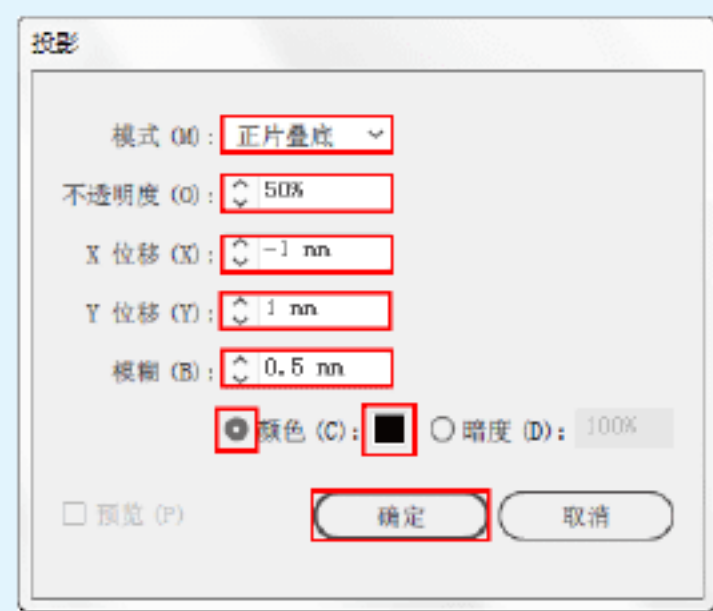 投影
模式 (M): 正片叠底
不透明度 (O): 50%
X 位移 (X): -1 mm
Y 位移 (Y): 1 mm
模糊 (B): 0.5 mm
颜色 (C): 暗度 (D): 100%
预览 (P) 确定 取消